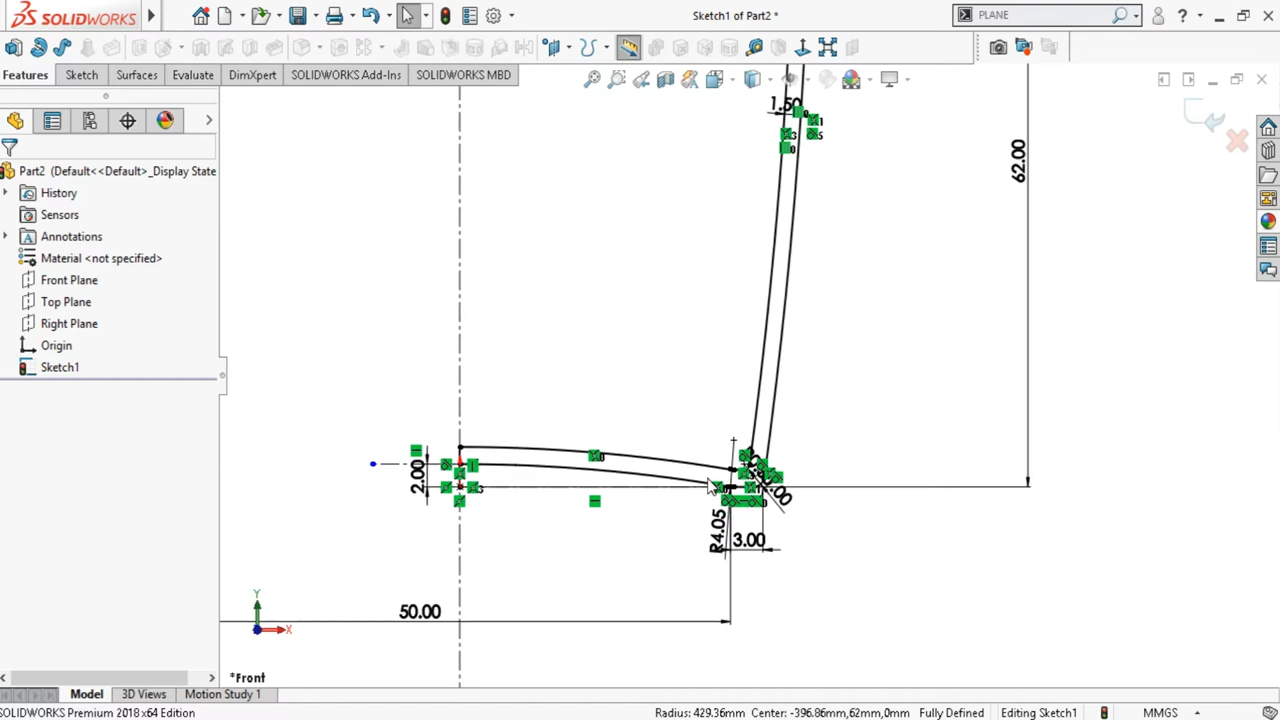 SOLIDWORKS
Sketch1 of Part2 *
PLANE
Features
Sketch
Surfaces
Evaluate
DimXpert
SOLIDWORKS Add-Ins
SOLIDWORKS MBD
Part2 (Default<<Default>_Display State
History
Sensors
Annotations
Material <not specified>
Front Plane
Top Plane
Right Plane
Origin
Sketch1
1.50
62.00
2.00
R4.05
3.00
50.00
Y
X
*Front
Model
3D Views
Motion Study 1
SOLIDWORKS Premium 2018 x64 Edition
Radius: 429.36mm
Center: -396.86mm,62mm,0mm
Fully Defined
Editing Sketch1
MMGS